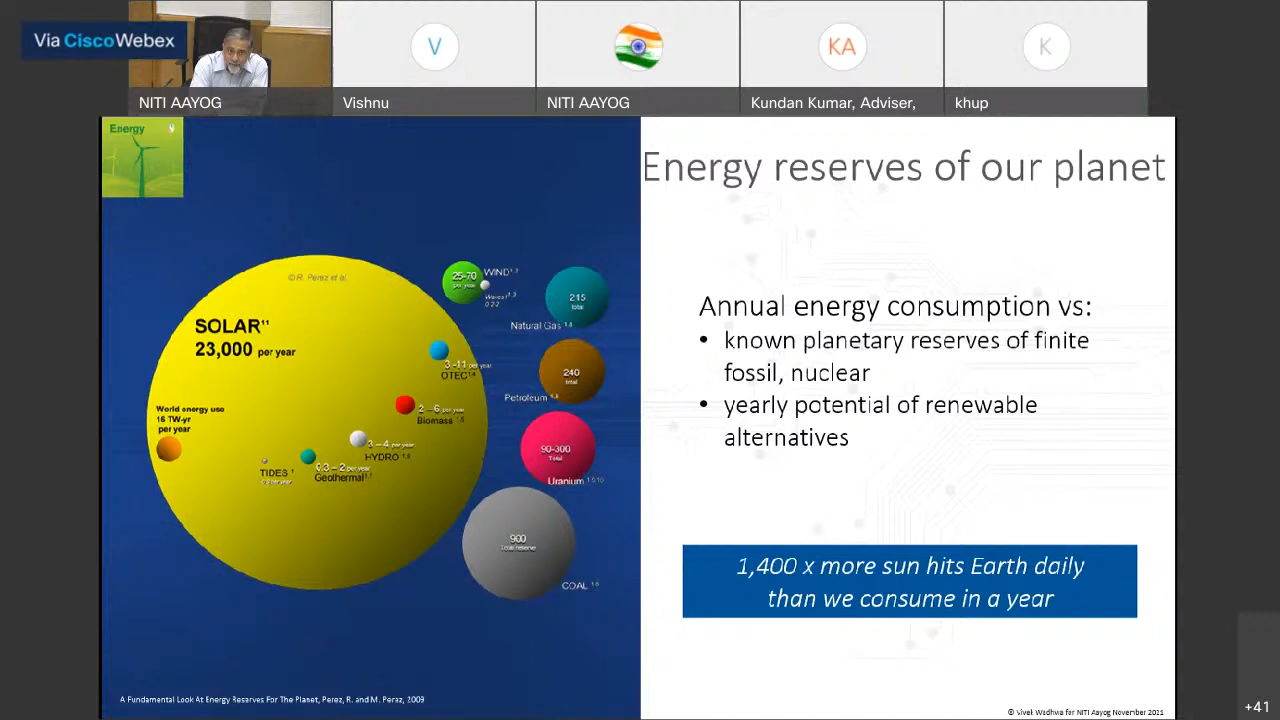 Via Cisco Webex
V
KA
K
NITI AAYOG
Vishnu
NITI AAYOG
Kundan Kumar, Adviser,
khup
Energy
Energy reserves of our planet
© R. Perez et al.
SOLAR
23,000 per year
25-70
per year
WIND
215
total
Natural Gas
3 -11 per year
OTEC
240
total
Petroleum
World energy use
16 TW-yr
per year
2 – 6 per year
Biomass
3 – 4 per year
HYDRO
TIDES
0.3 – 2 per year
Geothermal
90-300
Total
Uranium
900
Total reserve
COAL
Annual energy consumption vs:
• known planetary reserves of finite
fossil, nuclear
• yearly potential of renewable
alternatives
1,400 x more sun hits Earth daily
than we consume in a year
A Fundamental Look At Energy Reserves For The Planet, Perez, R. and M. Perez, 2009
© Vivek Wadhwa for NITI Aayog November 2021
+41